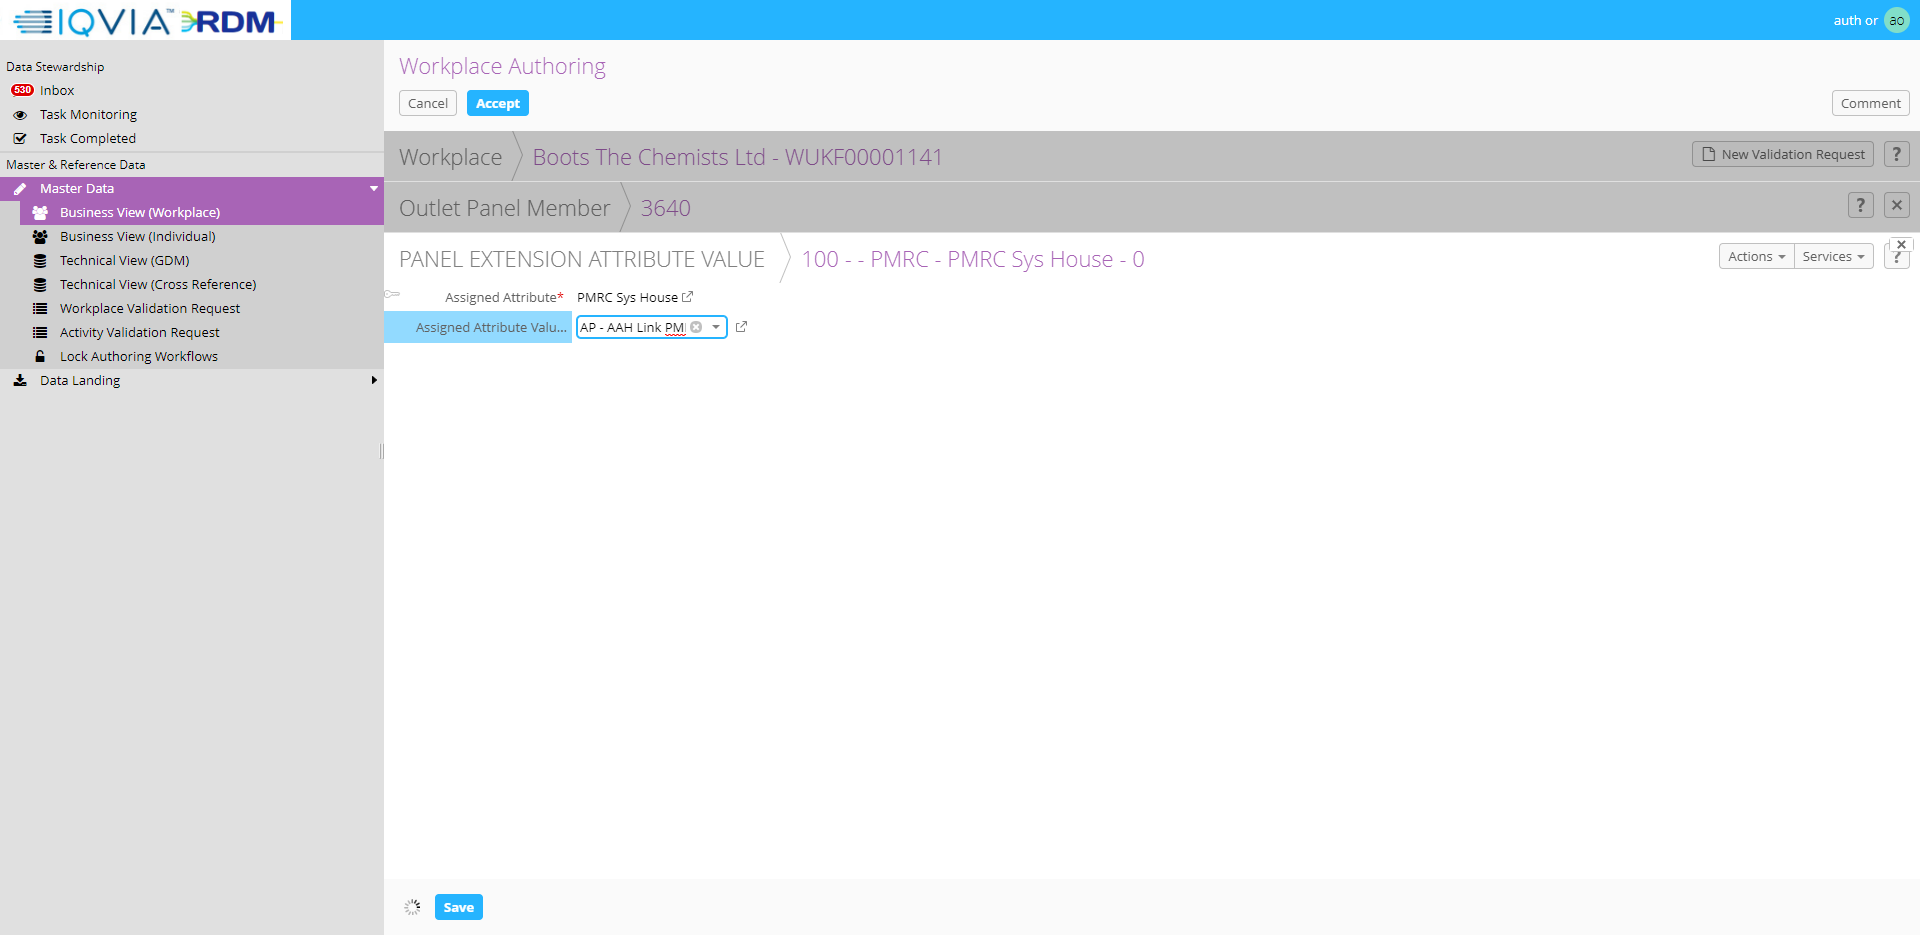 IQVIA™ RDM
auth or ao
Data Stewardship
530 Inbox
Task Monitoring
Task Completed
Master & Reference Data
Master Data
Business View (Workplace)
Business View (Individual)
Technical View (GDM)
Technical View (Cross Reference)
Workplace Validation Request
Activity Validation Request
Lock Authoring Workflows
Data Landing
Workplace Authoring
Cancel Accept Comment
Workplace Boots The Chemists Ltd - WUKF00001141 New Validation Request ?
Outlet Panel Member 3640 ? ×
PANEL EXTENSION ATTRIBUTE VALUE 100 - - PMRC - PMRC Sys House - 0 Actions Services ? ×
Assigned Attribute* PMRC Sys House
Assigned Attribute Valu... AP - AAH Link PM
Save